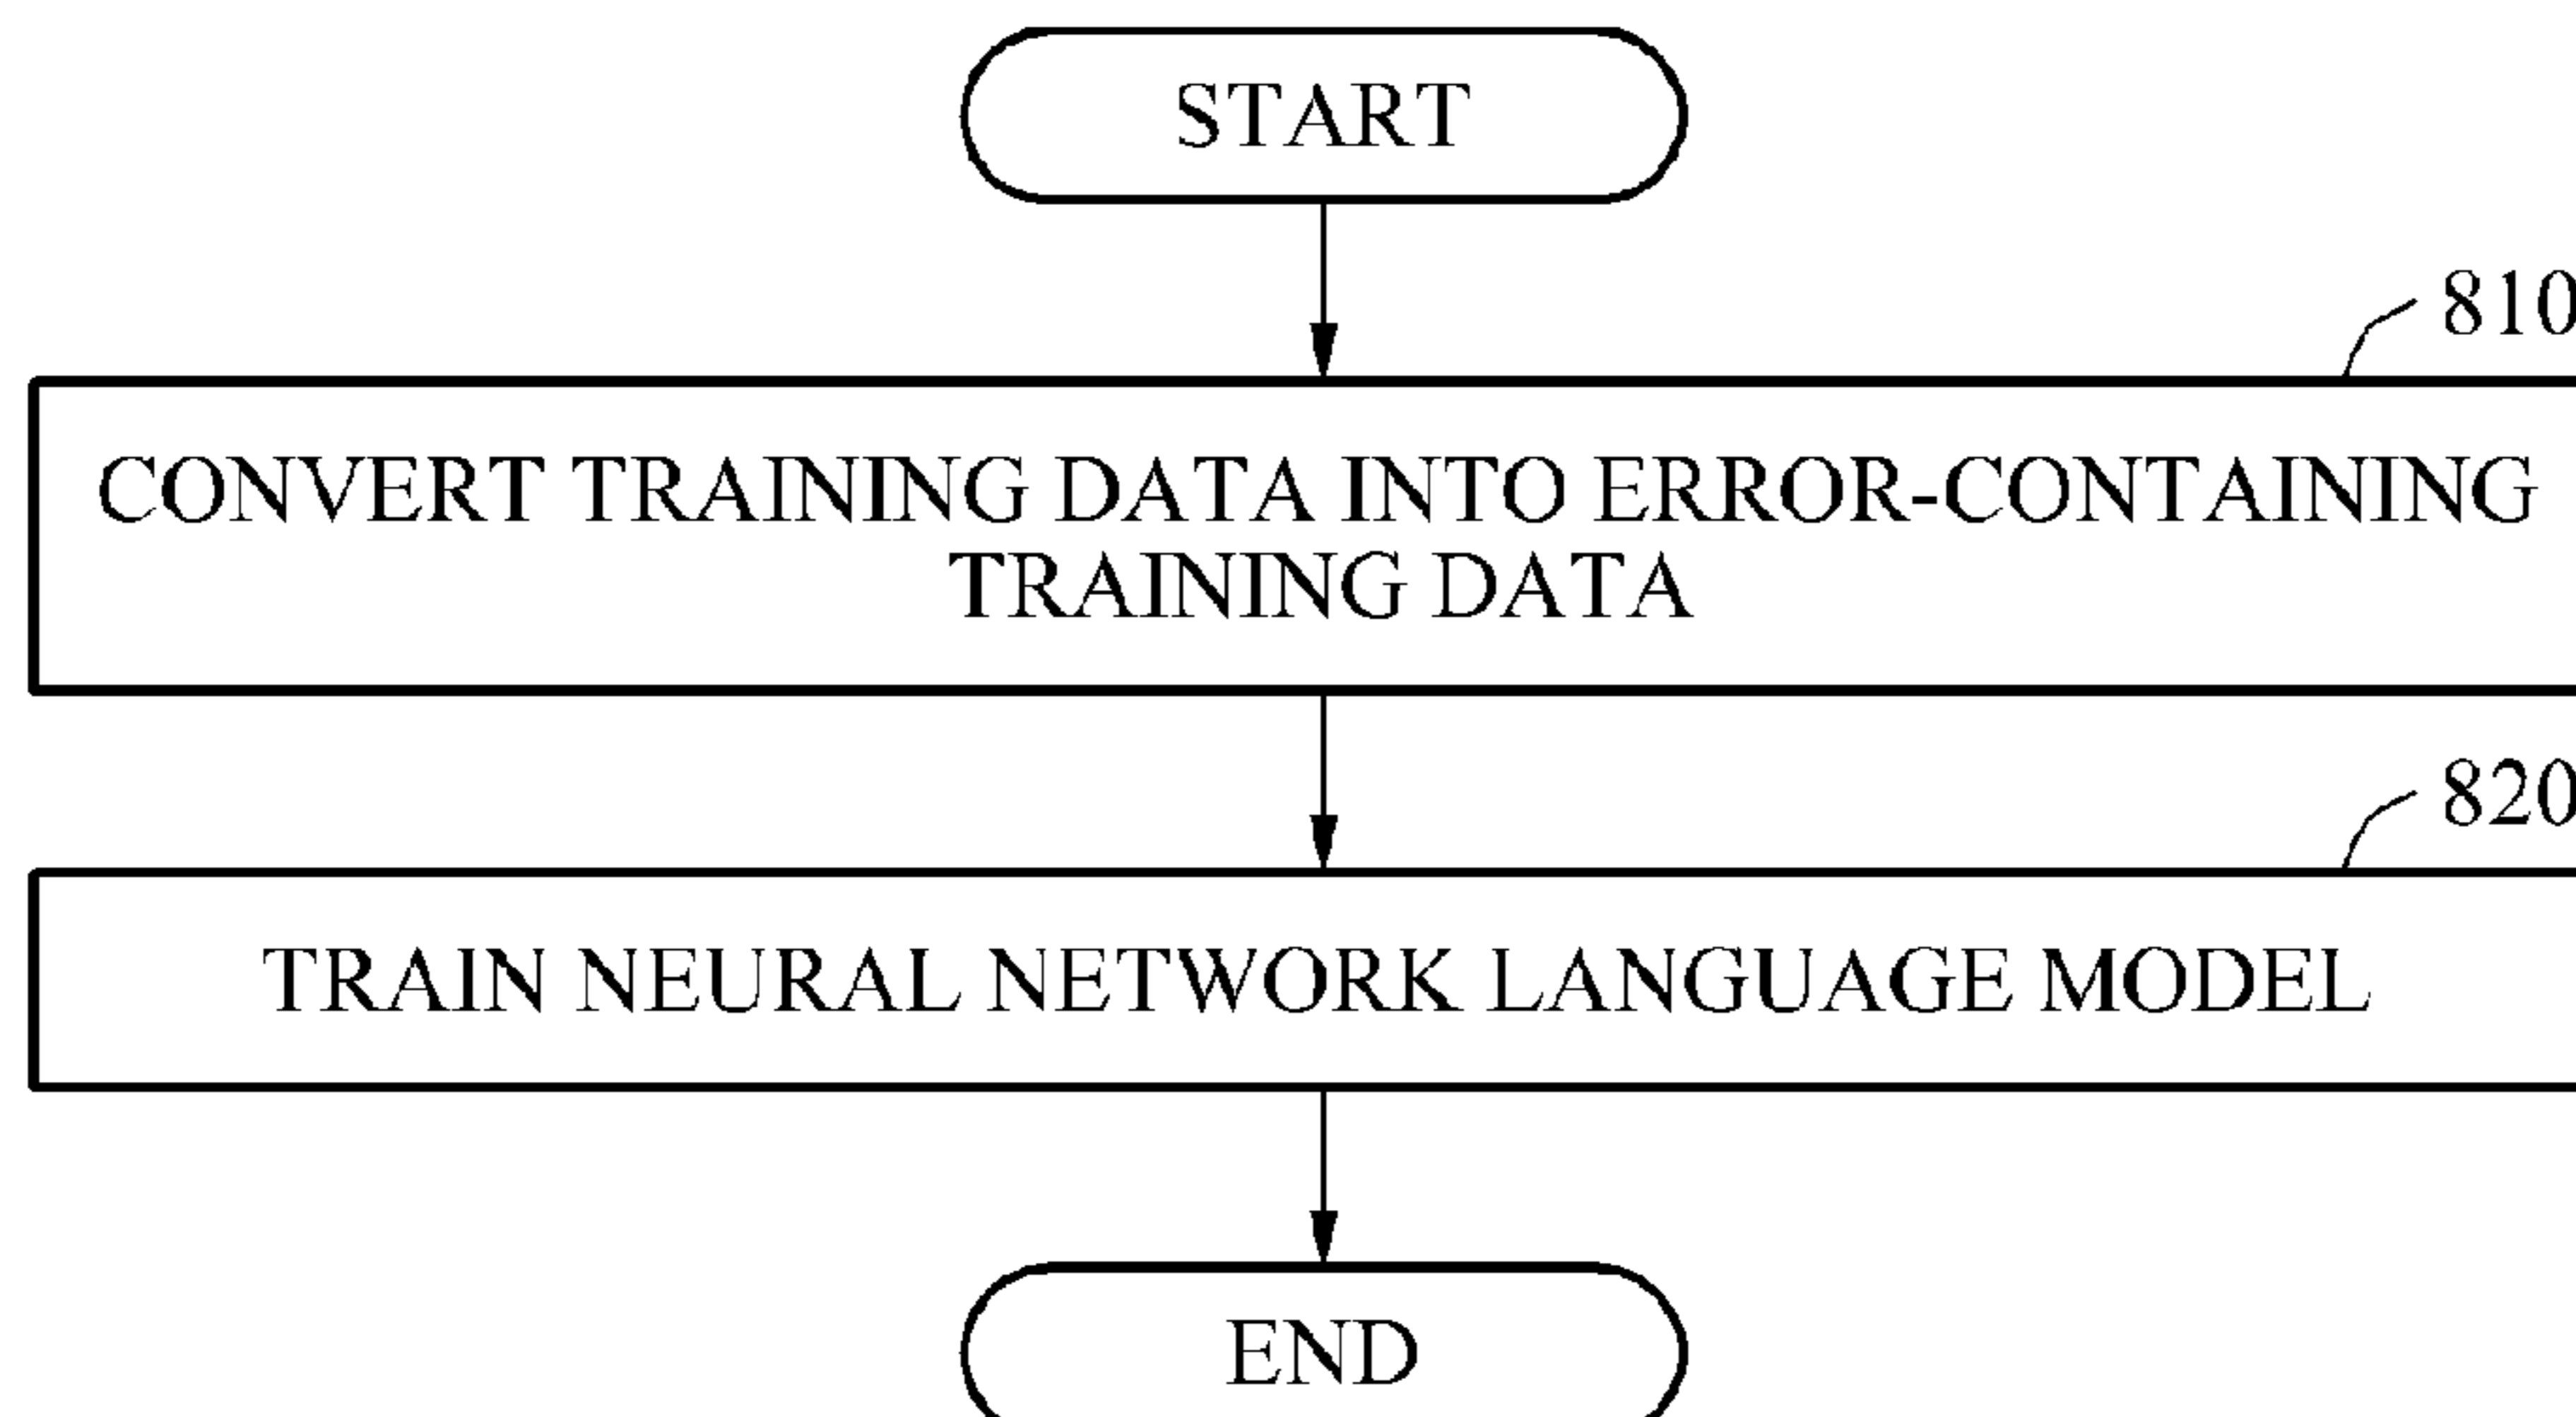 START
810
CONVERT TRAINING DATA INTO ERROR-CONTAINING
TRAINING DATA
820
TRAIN NEURAL NETWORK LANGUAGE MODEL
END